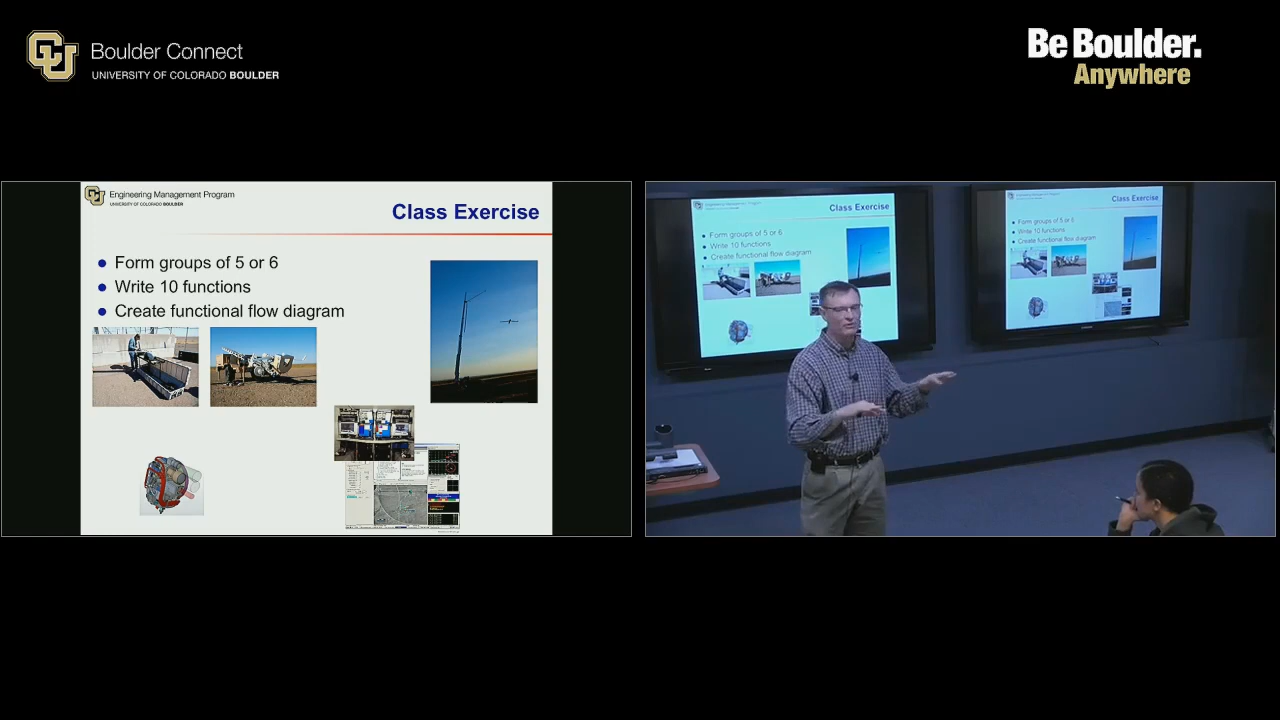 Boulder Connect
UNIVERSITY OF COLORADO BOULDER
Be Boulder.
Anywhere
Engineering Management Program
UNIVERSITY OF COLORADO BOULDER
Class Exercise
Form groups of 5 or 6
Write 10 functions
Create functional flow diagram
Engineering Management Program
Class Exercise
Form groups of 5 or 6
Write 10 functions
Create functional flow diagram
Class Exercise
Form groups of 5 or 6
Write 10 functions
Create functional flow diagram